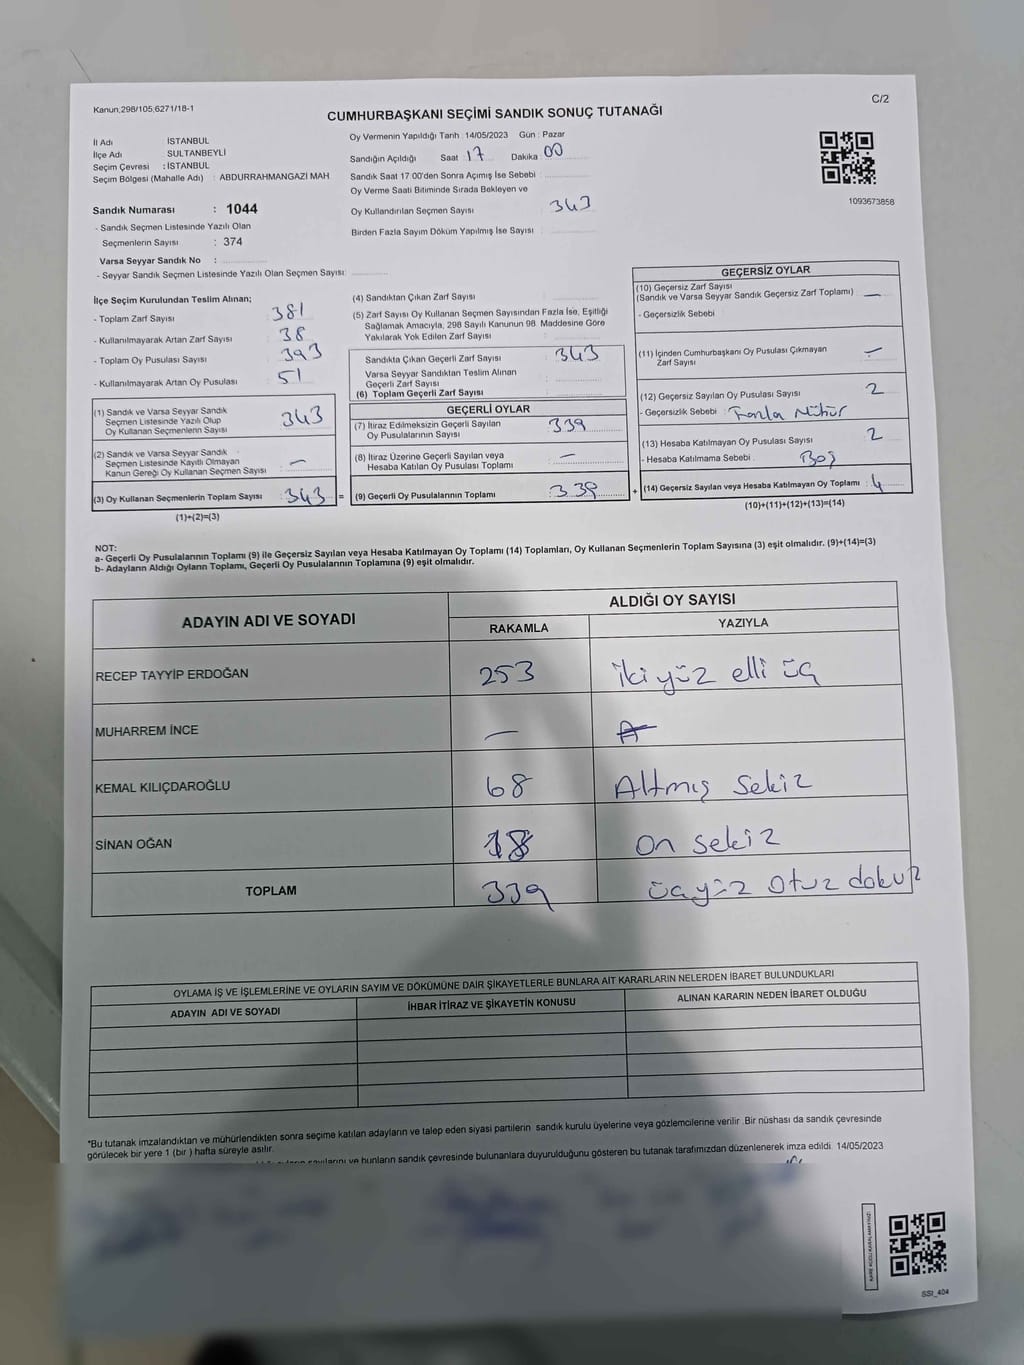 Kanun,298/105,6271/18-1
C/2
CUMHURBAŞKANI SEÇİMİ SANDIK SONUÇ TUTANAĞI
İl Adı İSTANBUL
İlçe Adı : SULTANBEYLİ
Seçim Çevresi : İSTANBUL
Seçim Bölgesi (Mahalle Adı) : ABDURRAHMANGAZİ MAH.
Sandık Numarası : 1044
- Sandık Seçmen Listesinde Yazılı Olan
Seçmenlerin Sayısı : 374
Varsa Seyyar Sandık No :
- Seyyar Sandık Seçmen Listesinde Yazılı Olan Seçmen Sayısı:
Oy Vermenin Yapıldığı Tarih : 14/05/2023 Gün : Pazar
Sandığın Açıldığı Saat : 17 Dakika : 00
Sandık Saat 17 00'den Sonra Açımış İse Sebebi :
Oy Verme Saati Bitiminde Sırada Bekleyen ve
Oy Kullandırılan Seçmen Sayısı : 343
Birden Fazla Sayım Döküm Yapılmış İse Sayısı :
1093673858
İlçe Seçim Kurulundan Teslim Alınan;
- Toplam Zarf Sayısı : 381
- Kullanılmayarak Artan Zarf Sayısı : 38
- Toplam Oy Pusulası Sayısı : 393
- Kullanılmayarak Artan Oy Pusulası : 51
(1) Sandık ve Varsa Seyyar Sandık
Seçmen Listesinde Yazılı Olup
Oy Kullanan Seçmenlerin Sayısı : 343
(2) Sandık ve Varsa Seyyar Sandık
Seçmen Listesinde Kayıtlı Olmayan
Kanun Gereği Oy Kullanan Seçmen Sayısı : —
(3) Oy Kullanan Seçmenlerin Toplam Sayısı : 343 =
(1)+(2)=(3)
(4) Sandıktan Çıkan Zarf Sayısı :
(5) Zarf Sayısı Oy Kullanan Seçmen Sayısından Fazla İse, Eşitliği
Sağlamak Amacıyla, 298 Sayılı Kanunun 98. Maddesine Göre
Yakılarak Yok Edilen Zarf Sayısı :
Sandıkta Çıkan Geçerli Zarf Sayısı : 343
Varsa Seyyar Sandıktan Teslim Alınan
Geçerli Zarf Sayısı :
(6) Toplam Geçerli Zarf Sayısı :
GEÇERLİ OYLAR
(7) İtiraz Edilmeksizin Geçerli Sayılan
Oy Pusulalarının Sayısı : 339
(8) İtiraz Üzerine Geçerli Sayılan veya
Hesaba Katılan Oy Pusulası Toplamı : —
(9) Geçerli Oy Pusulalarının Toplamı : 339 +
GEÇERSİZ OYLAR
(10) Geçersiz Zarf Sayısı
(Sandık ve Varsa Seyyar Sandık Geçersiz Zarf Toplamı) : —
- Geçersizlik Sebebi :
(11) İçinden Cumhurbaşkanı Oy Pusulası Çıkmayan
Zarf Sayısı : —
(12) Geçersiz Sayılan Oy Pusulası Sayısı : 2
- Geçersizlik Sebebi : Fazla Mühür
(13) Hesaba Katılmayan Oy Pusulası Sayısı : 2
- Hesaba Katılmama Sebebi : Boş
(14) Geçersiz Sayılan veya Hesaba Katılmayan Oy Toplamı : 4
(10)+(11)+(12)+(13)=(14)
NOT:
a- Geçerli Oy Pusulalarının Toplamı (9) ile Geçersiz Sayılan veya Hesaba Katılmayan Oy Toplamı (14) Toplamları, Oy Kullanan Seçmenlerin Toplam Sayısına (3) eşit olmalıdır. (9)+(14)=(3)
b- Adayların Aldığı Oyların Toplamı, Geçerli Oy Pusulalarının Toplamına (9) eşit olmalıdır.
ADAYIN ADI VE SOYADI ALDIĞI OY SAYISI
RAKAMLA YAZIYLA
RECEP TAYYİP ERDOĞAN 253 iki yüz elli üç
MUHARREM İNCE —
KEMAL KILIÇDAROĞLU 68 Altmış Sekiz
SİNAN OĞAN 18 on sekiz
TOPLAM 339 üçyüz otuz dokuz
OYLAMA İŞ VE İŞLEMLERİNE VE OYLARIN SAYIM VE DÖKÜMÜNE DAİR ŞİKAYETLERLE BUNLARA AİT KARARLARIN NELERDEN İBARET BULUNDUKLARI
ADAYIN ADI VE SOYADI İHBAR İTİRAZ VE ŞİKAYETİN KONUSU ALINAN KARARIN NEDEN İBARET OLDUĞU
*Bu tutanak imzalandıktan ve mühürlendikten sonra seçime katılan adayların ve talep eden siyasi partilerin sandık kurulu üyelerine veya gözlemcilerine verilir. Bir nüshası da sandık çevresinde
görülecek bir yere 1 (bir ) hafta süreyle asılır.
ve bunların sandık çevresinde bulunanlara duyurulduğunu gösteren bu tutanak tarafımızdan düzenlenerek imza edildi. 14/05/2023
SSI_404